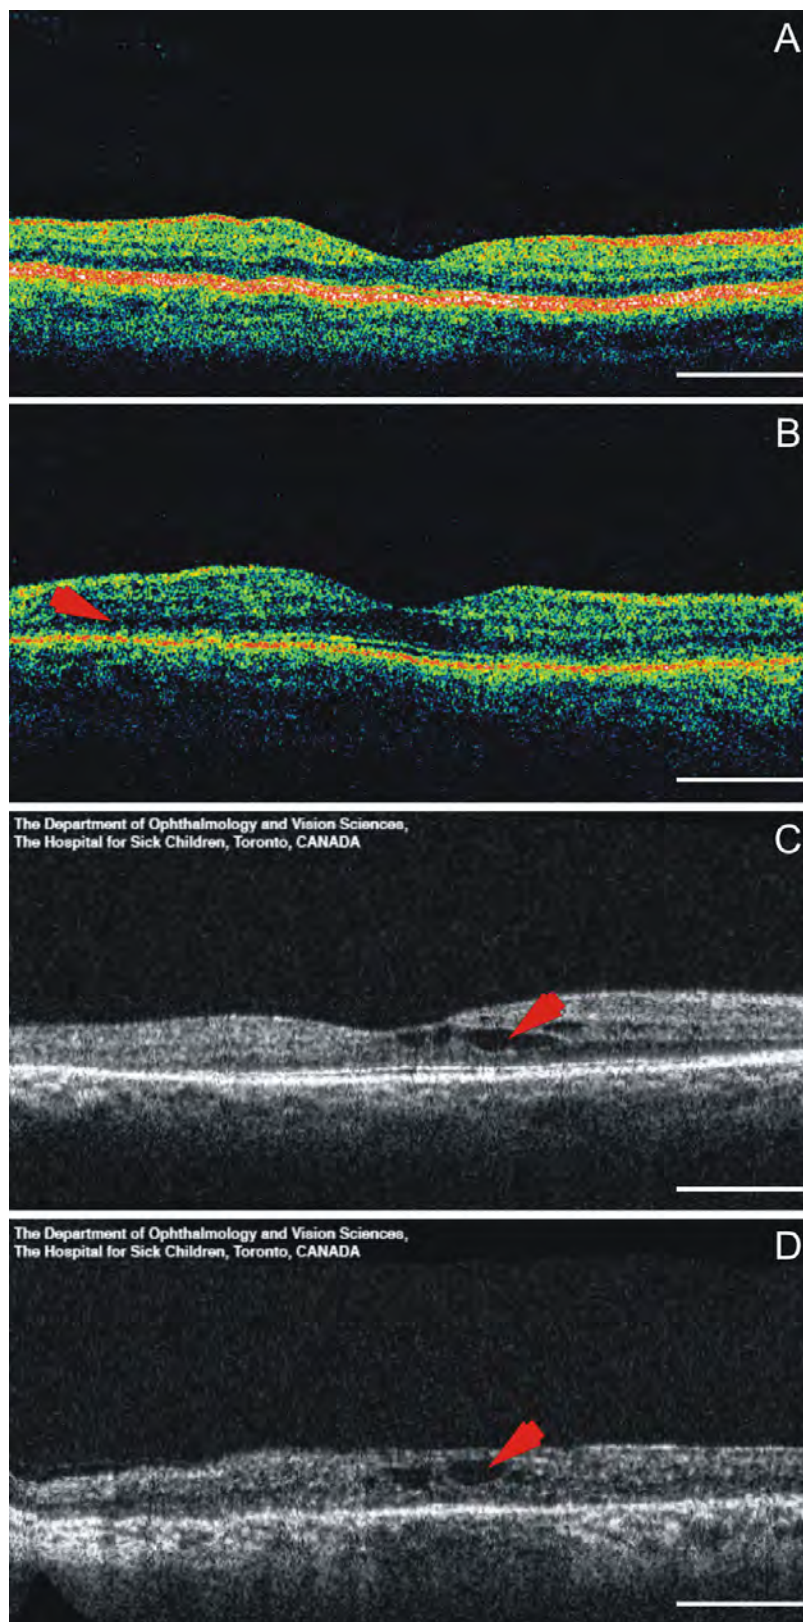 A
B
The Department of Ophthalmology and Vision Sciences,
The Hospital for Sick Children, Toronto, CANADA
C
The Department of Ophthalmology and Vision Sciences,
The Hospital for Sick Children, Toronto, CANADA
D